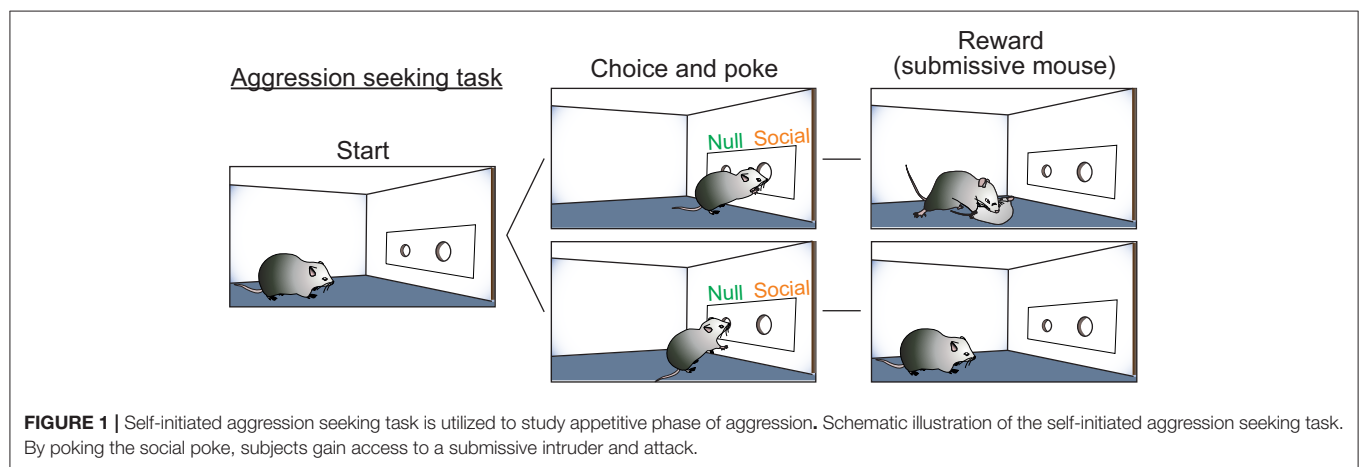 Aggression seeking task
Start
Choice and poke
Reward
(submissive mouse)
Null Social
Null Social
FIGURE 1 | Self-initiated aggression seeking task is utilized to study appetitive phase of aggression. Schematic illustration of the self-initiated aggression seeking task.
By poking the social poke, subjects gain access to a submissive intruder and attack.